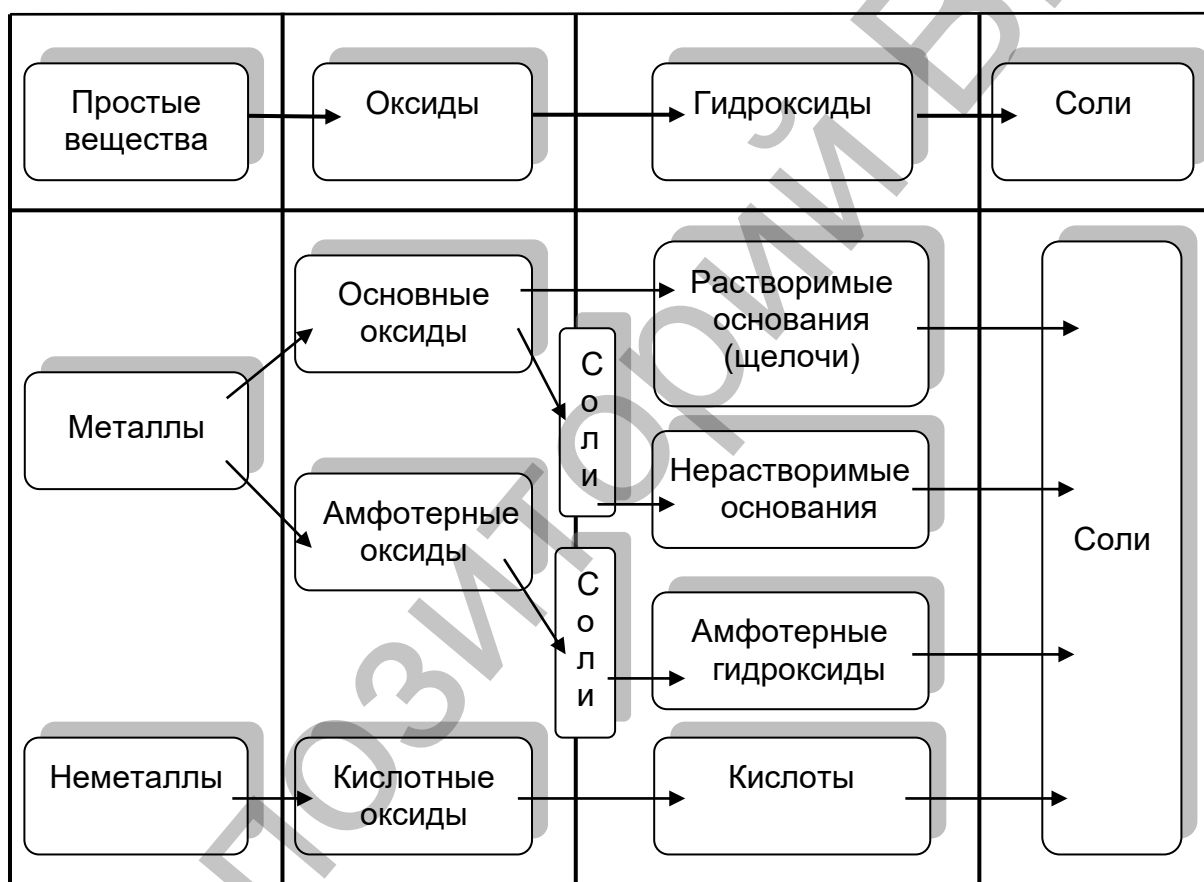 Простые
вещества
Оксиды
Гидроксиды
Соли
Металлы
Основные
оксиды
Амфотерные
оксиды
С
о
л
и
С
о
л
и
Растворимые
основания
(щелочи)
Нерастворимые
основания
Амфотерные
гидроксиды
Соли
Неметаллы
Кислотные
оксиды
Кислоты
позиторий В